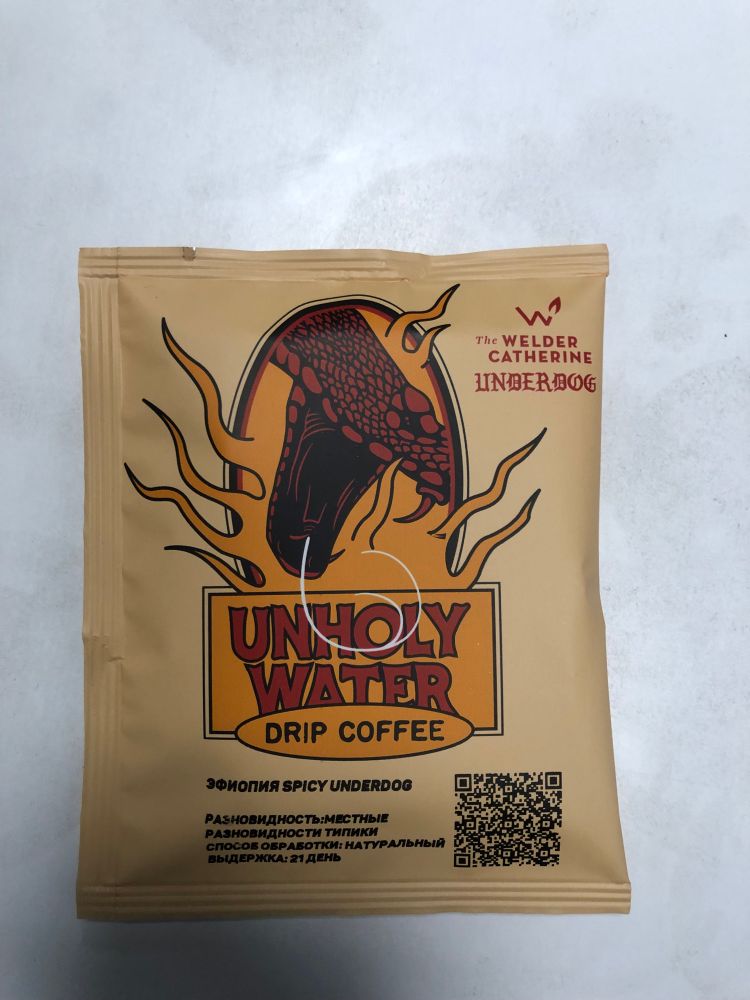 The WELDER
CATHERINE
UNDERDOG
UNHOLY
WATER
DRIP COFFEE
ЭФИОПИЯ SPICY UNDERDOG
РАЗНОВИДНОСТЬ:МЕСТНЫЕ
РАЗНОВИДНОСТИ ТИПИКИ
СПОСОБ ОБРАБОТКИ: НАТУРАЛЬНЫЙ
ВЫДЕРЖКА: 21 ДЕНЬ